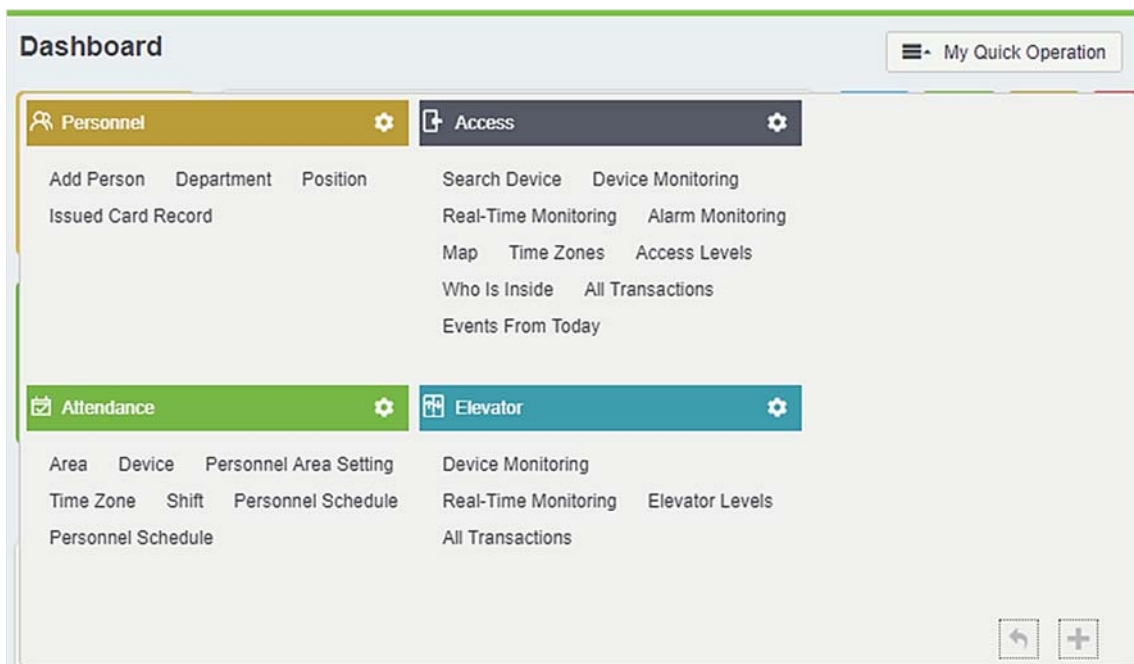 Dashboard
My Quick Operation
Personnel
Add Person Department Position
Issued Card Record
Access
Search Device Device Monitoring
Real-Time Monitoring Alarm Monitoring
Map Time Zones Access Levels
Who Is Inside All Transactions
Events From Today
Attendance
Area Device Personnel Area Setting
Time Zone Shift Personnel Schedule
Personnel Schedule
Elevator
Device Monitoring
Real-Time Monitoring Elevator Levels
All Transactions